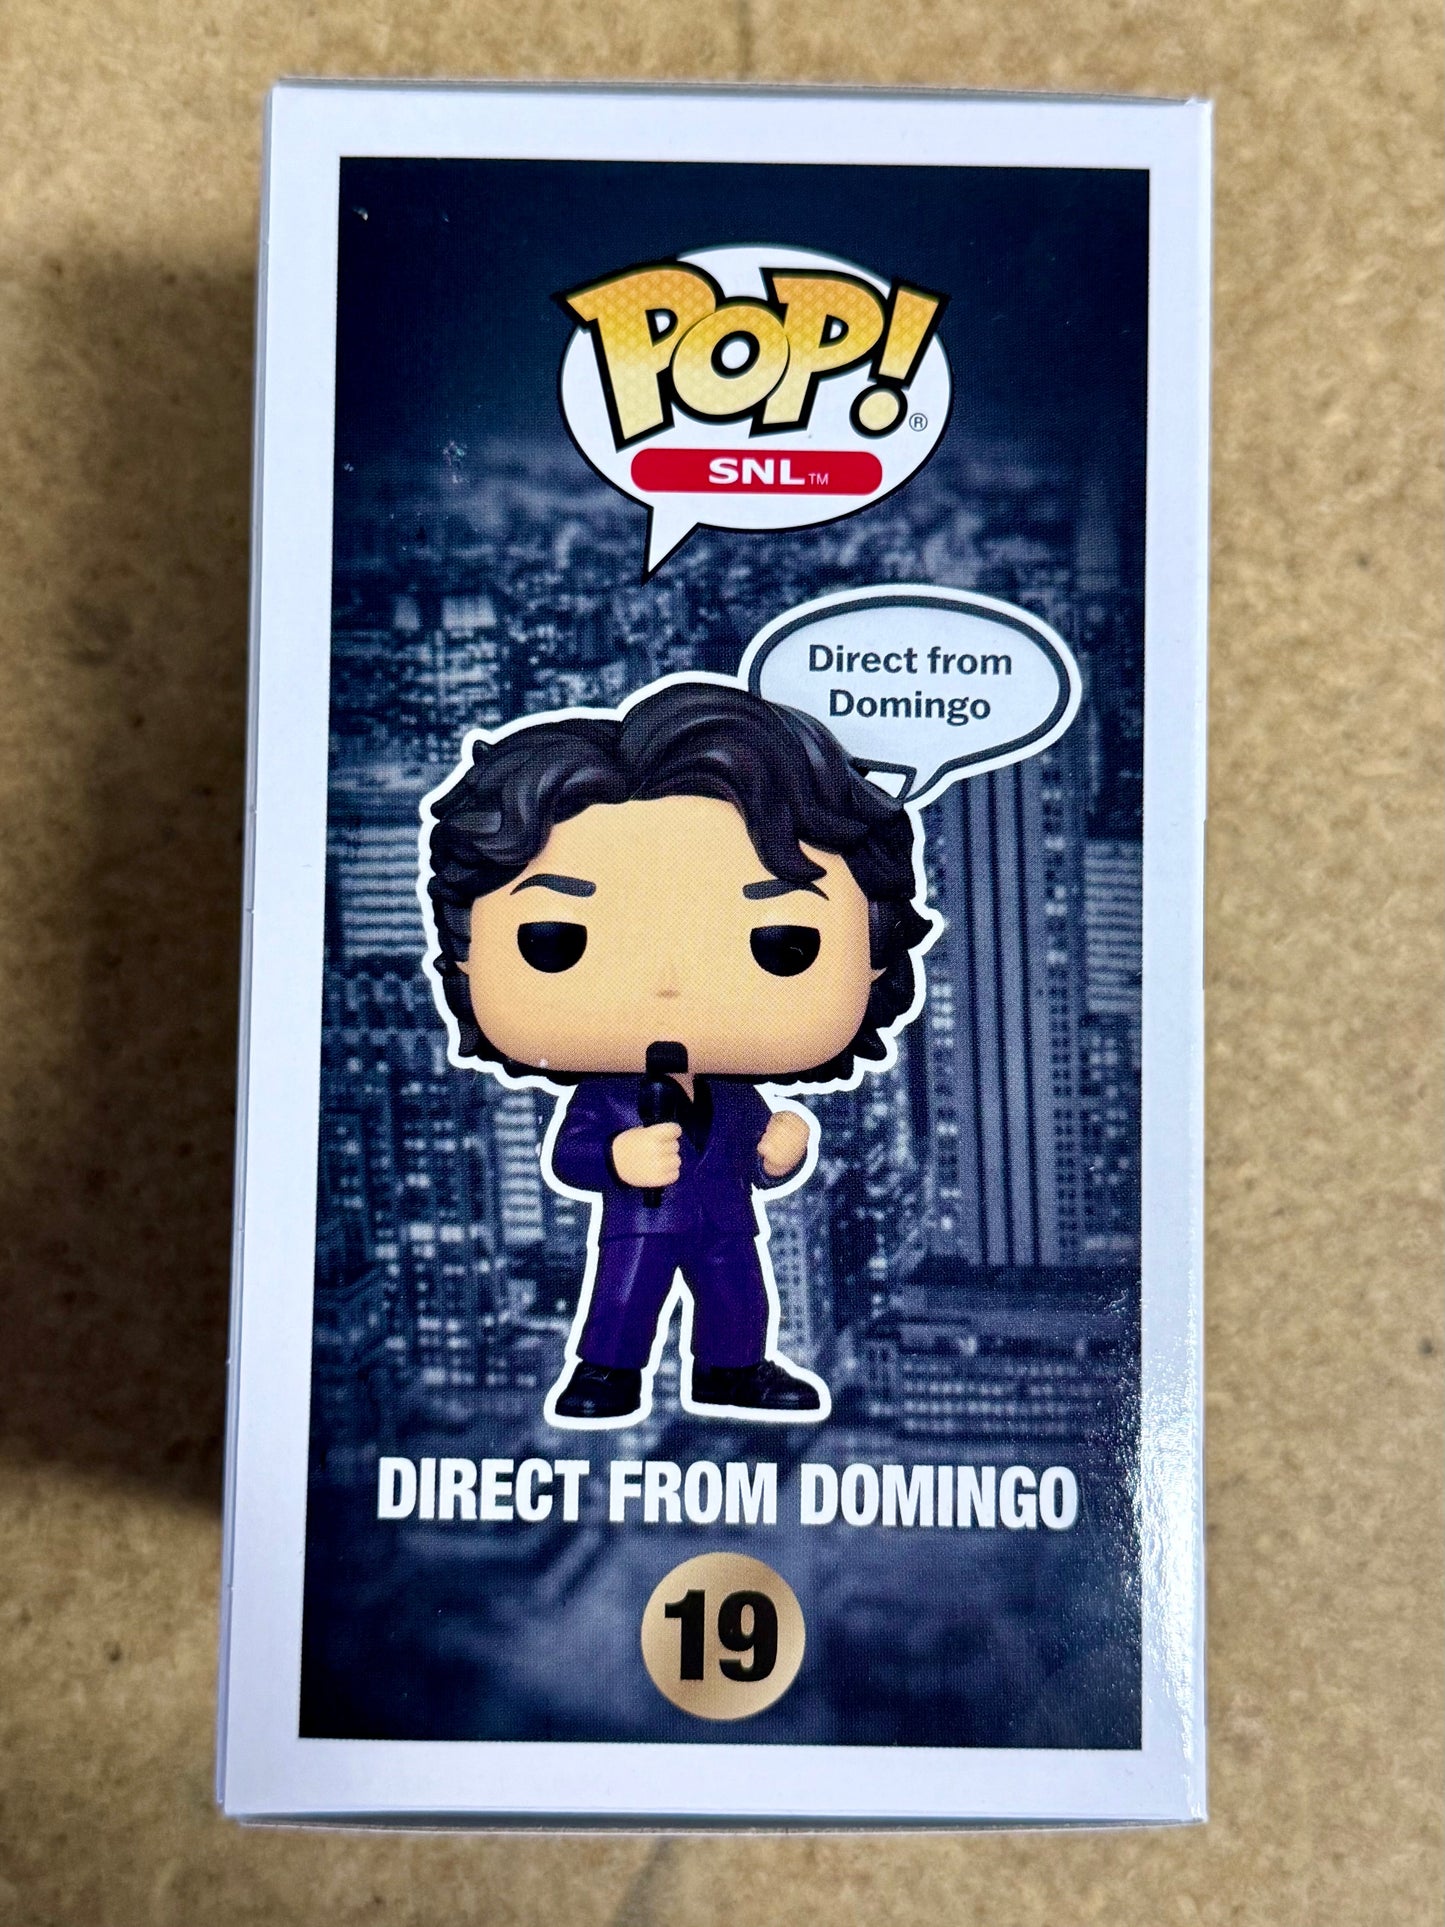 POP!®
SNL™
Direct from
Domingo
DIRECT FROM DOMINGO
19